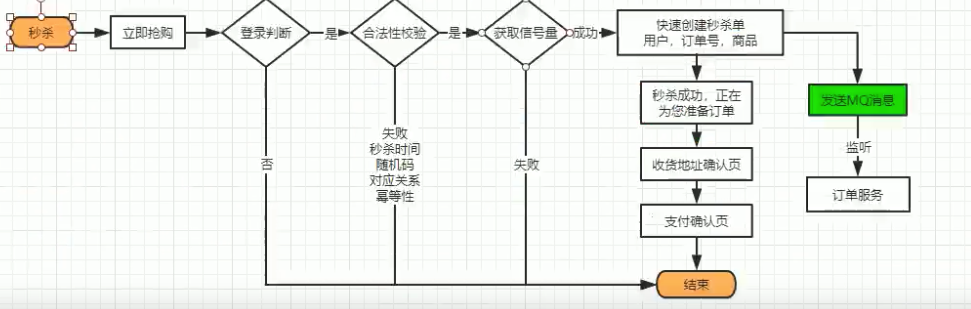 秒杀
立即抢购
登录判断
是
合法性校验
是
获取信号量
成功
快速创建秒杀单
用户，订单号，商品
秒杀成功，正在
为您准备订单
发送MQ消息
监听
订单服务
收货地址确认页
支付确认页
结束
否
失败
秒杀时间
随机码
对应关系
幂等性
失败